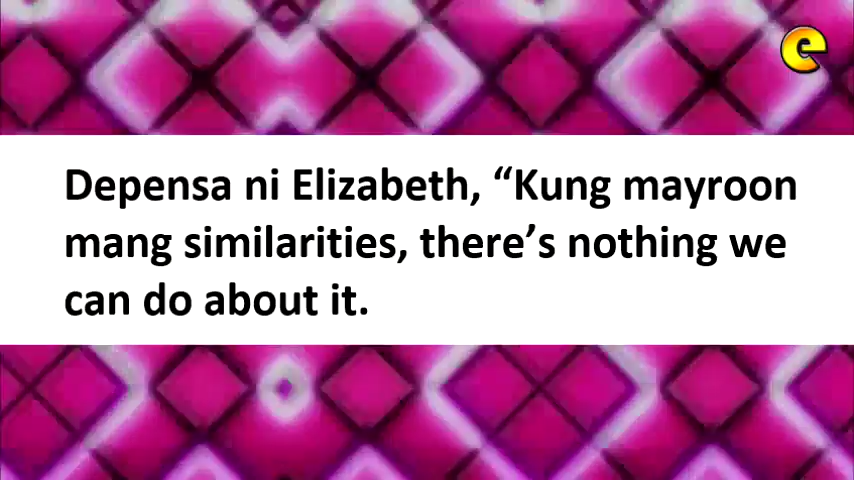 e
Depensa ni Elizabeth, “Kung mayroon
mang similarities, there’s nothing we
can do about it.